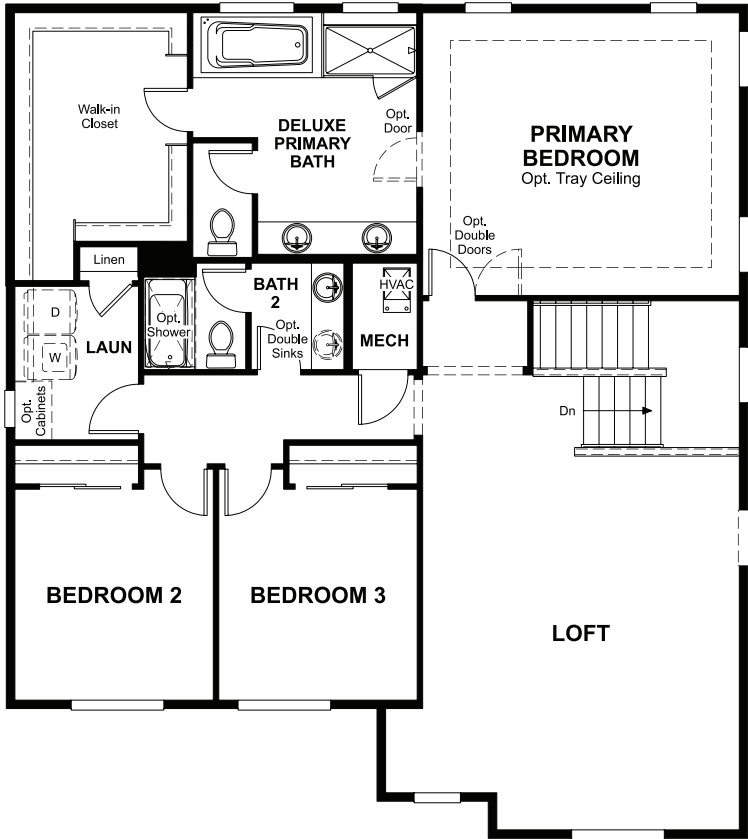 Walk-in
Closet
DELUXE
PRIMARY
BATH
Opt.
Door
PRIMARY
BEDROOM
Opt. Tray Ceiling
Opt.
Double
Doors
Linen
D
W
LAUN
Opt.
Cabinets
Opt.
Shower
BATH
2
Opt.
Double
Sinks
HVAC
MECH
Dn
BEDROOM 2
BEDROOM 3
LOFT